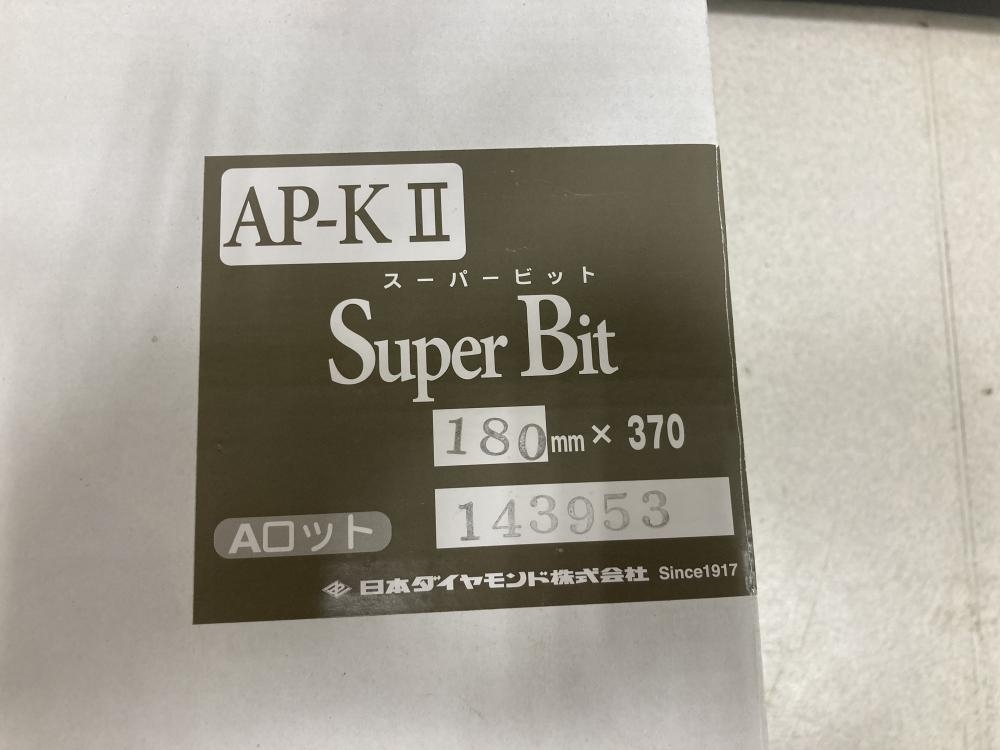 AP-K Ⅱ
スーパービット
Super Bit
180mm × 370
143953
Aロット
日本ダイヤモンド株式会社 Since1917